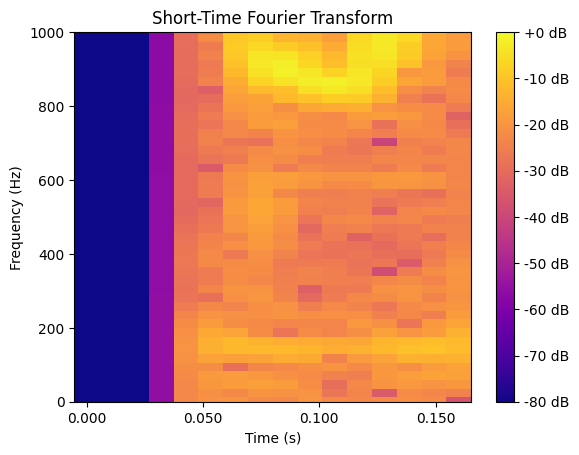 Short-Time Fourier Transform
1000
800
600
400
200
0
Frequency (Hz)
0.000
0.050
0.100
0.150
Time (s)
+0 dB
-10 dB
-20 dB
-30 dB
-40 dB
-50 dB
-60 dB
-70 dB
-80 dB